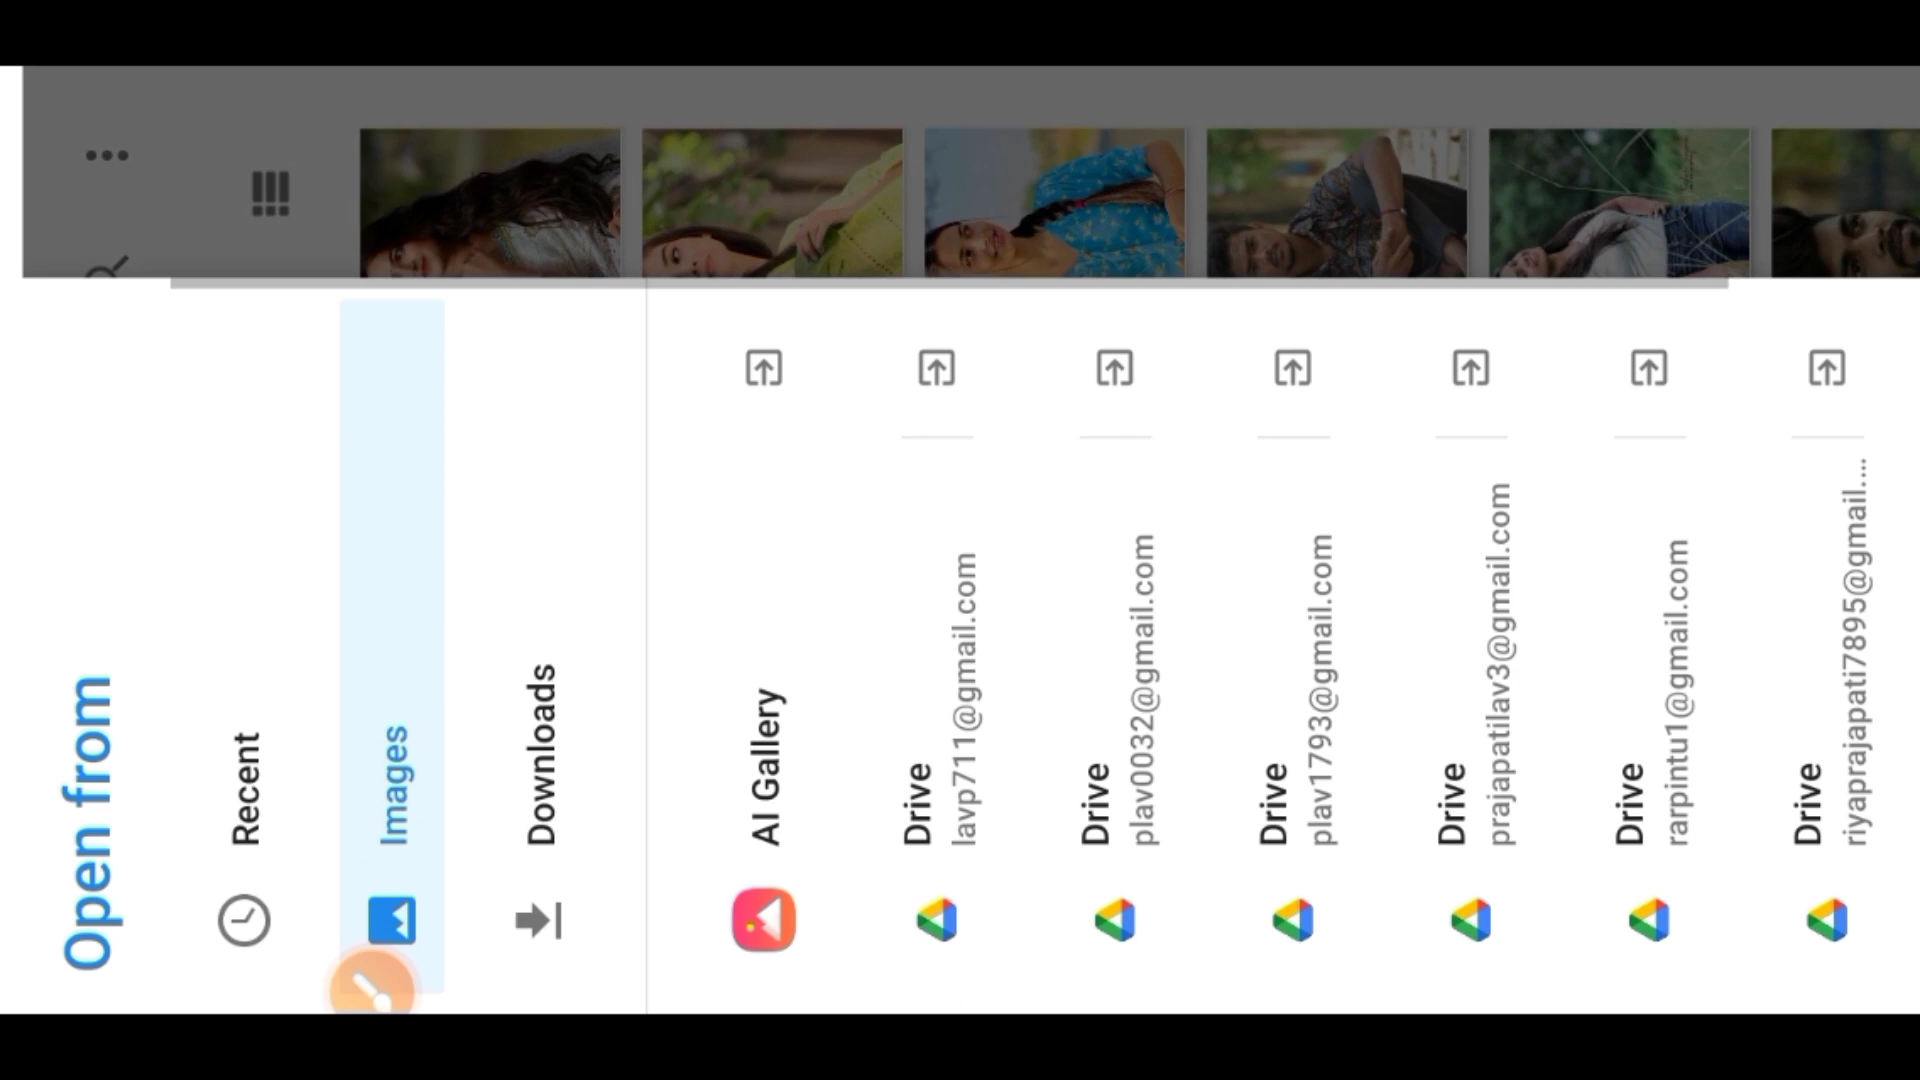 Open from
Recent
Images
Downloads
AI Gallery
Drive
lavp711@gmail.com
Drive
plav0032@gmail.com
Drive
plav1793@gmail.com
Drive
prajapatilav3@gmail.com
Drive
rarpintu1@gmail.com
Drive
riyaprajapati7895@gmail....